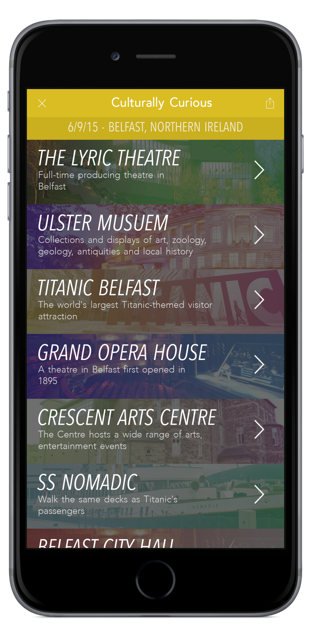 Culturally Curious
6/9/15 - BELFAST, NORTHERN IRELAND
THE LYRIC THEATRE
Full-time producing theatre in
Belfast
ULSTER MUSUEM
Collections and displays of art, zoology,
geology, antiquities and local history
TITANIC BELFAST
The world's largest Titanic-themed visitor
attraction
GRAND OPERA HOUSE
A theatre in Belfast first opened in
1895
CRESCENT ARTS CENTRE
The Centre hosts a wide range of arts,
entertainment events
SS NOMADIC
Walk the same decks as Titanic's
passengers
BELFAST CITY HALL